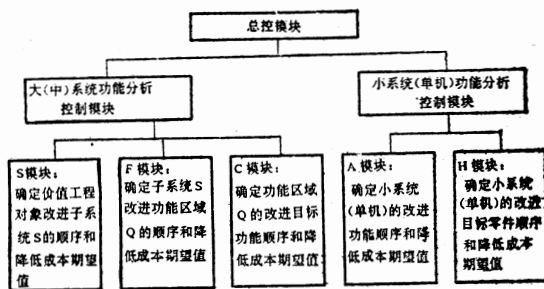 总控模块
大(中)系统功能分析
控制模块
小系统(单机)功能分析
控制模块
S模块:
确定价值工程
对象改进子系
统S的顺序和
降低成本期望
值
F模块:
确定子系统S
改进功能区域
Q的顺序和降
低成本期望值
C模块:
确定功能区域
Q的改进目标
功能顺序和降
低成本期望值
A模块:
确定小系统
(单机)的改进
功能顺序和降
低成本期望值
H模块:
确定小系统
(单机)的改进
目标零件顺序
和降低成本
期望值